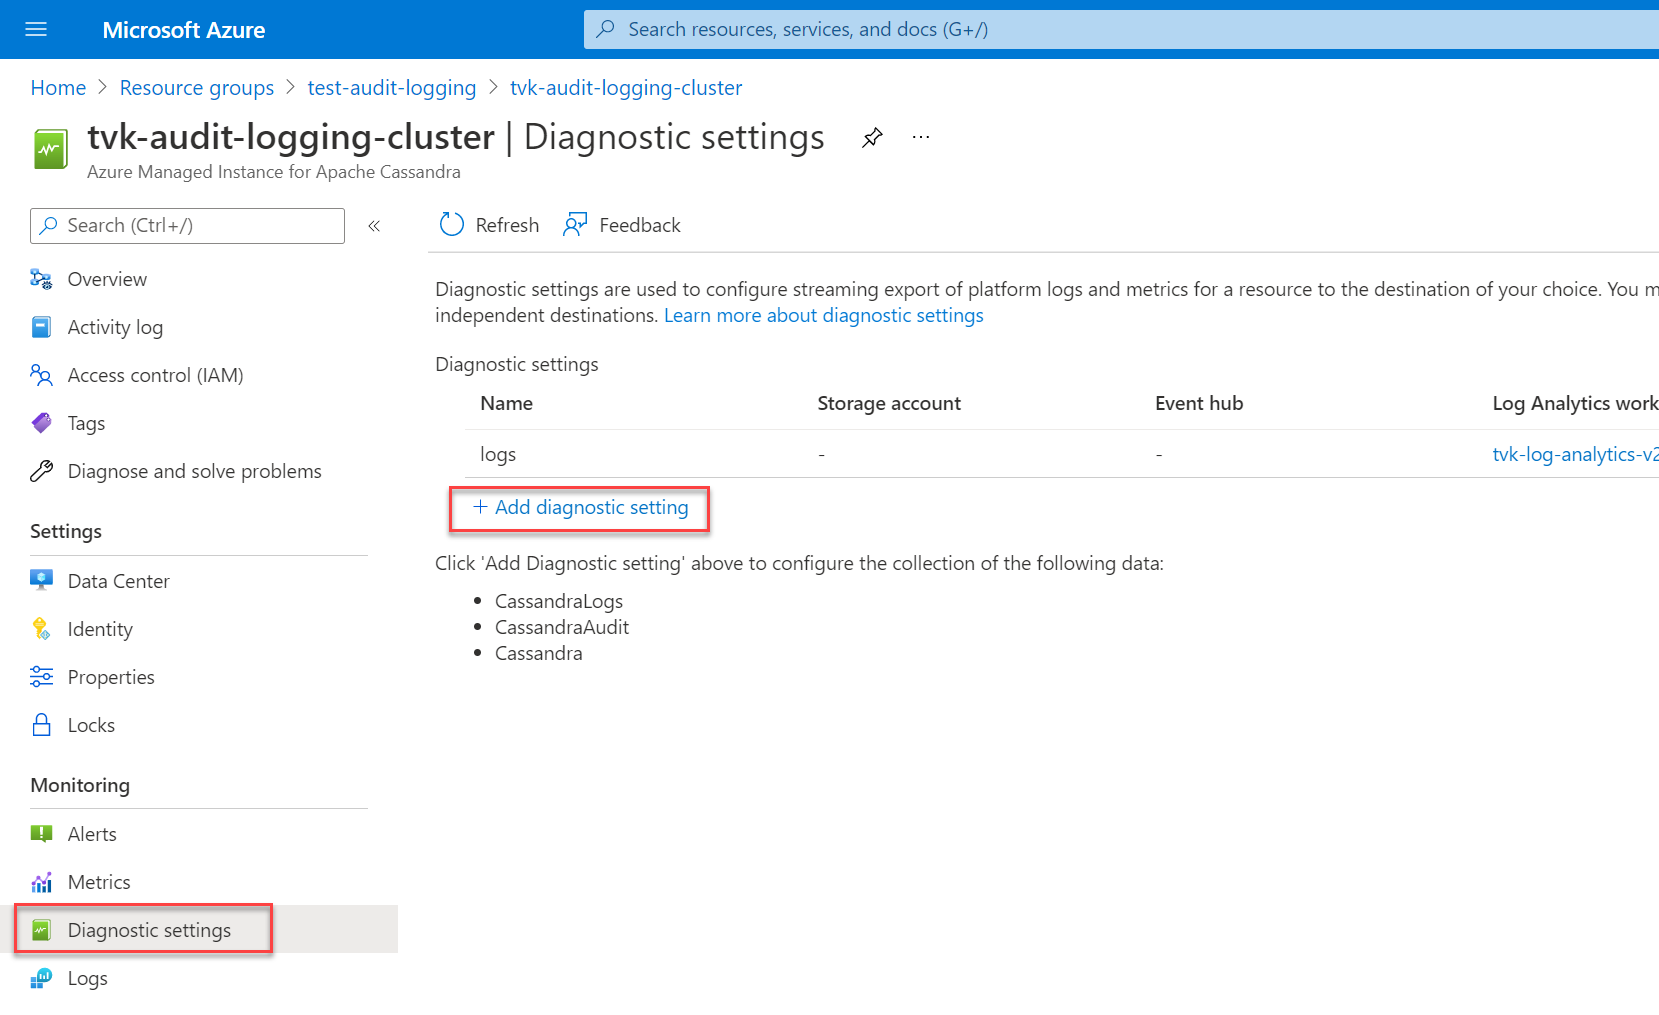 Microsoft Azure
Search resources, services, and docs (G+/)
Home > Resource groups > test-audit-logging > tvk-audit-logging-cluster
tvk-audit-logging-cluster | Diagnostic settings ...
Azure Managed Instance for Apache Cassandra
Search (Ctrl+/) «
Refresh Feedback
Overview
Activity log
Access control (IAM)
Tags
Diagnose and solve problems
Settings
Data Center
Identity
Properties
Locks
Monitoring
Alerts
Metrics
Diagnostic settings
Logs
Diagnostic settings are used to configure streaming export of platform logs and metrics for a resource to the destination of your choice. You
independent destinations. Learn more about diagnostic settings
Diagnostic settings
Name Storage account Event hub Log Analytics work
logs - - tvk-log-analytics-v2
+ Add diagnostic setting
Click 'Add Diagnostic setting' above to configure the collection of the following data:
• CassandraLogs
• CassandraAudit
• Cassandra